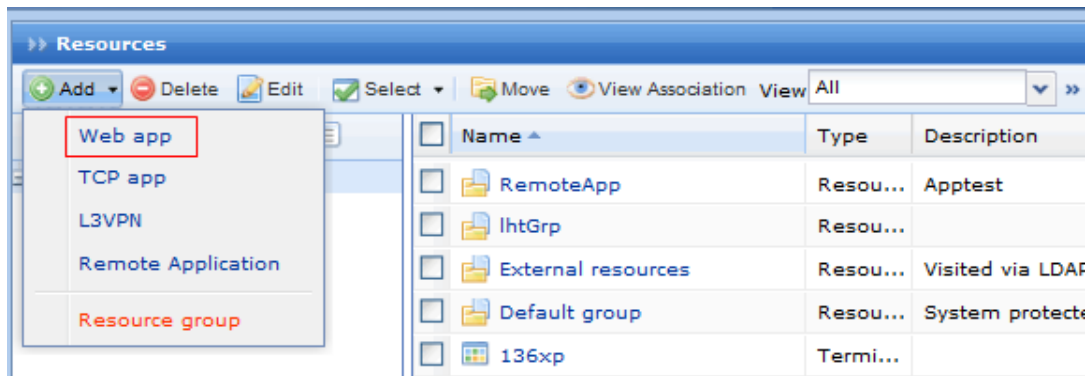 Resources
Add Delete Edit Select Move View Association View All
Web app
TCP app
L3VPN
Remote Application
Resource group
Name Type Description
RemoteApp Resou... Apptest
lhtGrp Resou...
External resources Resou... Visited via LDAP
Default group Resou... System protecte
136xp Termi...